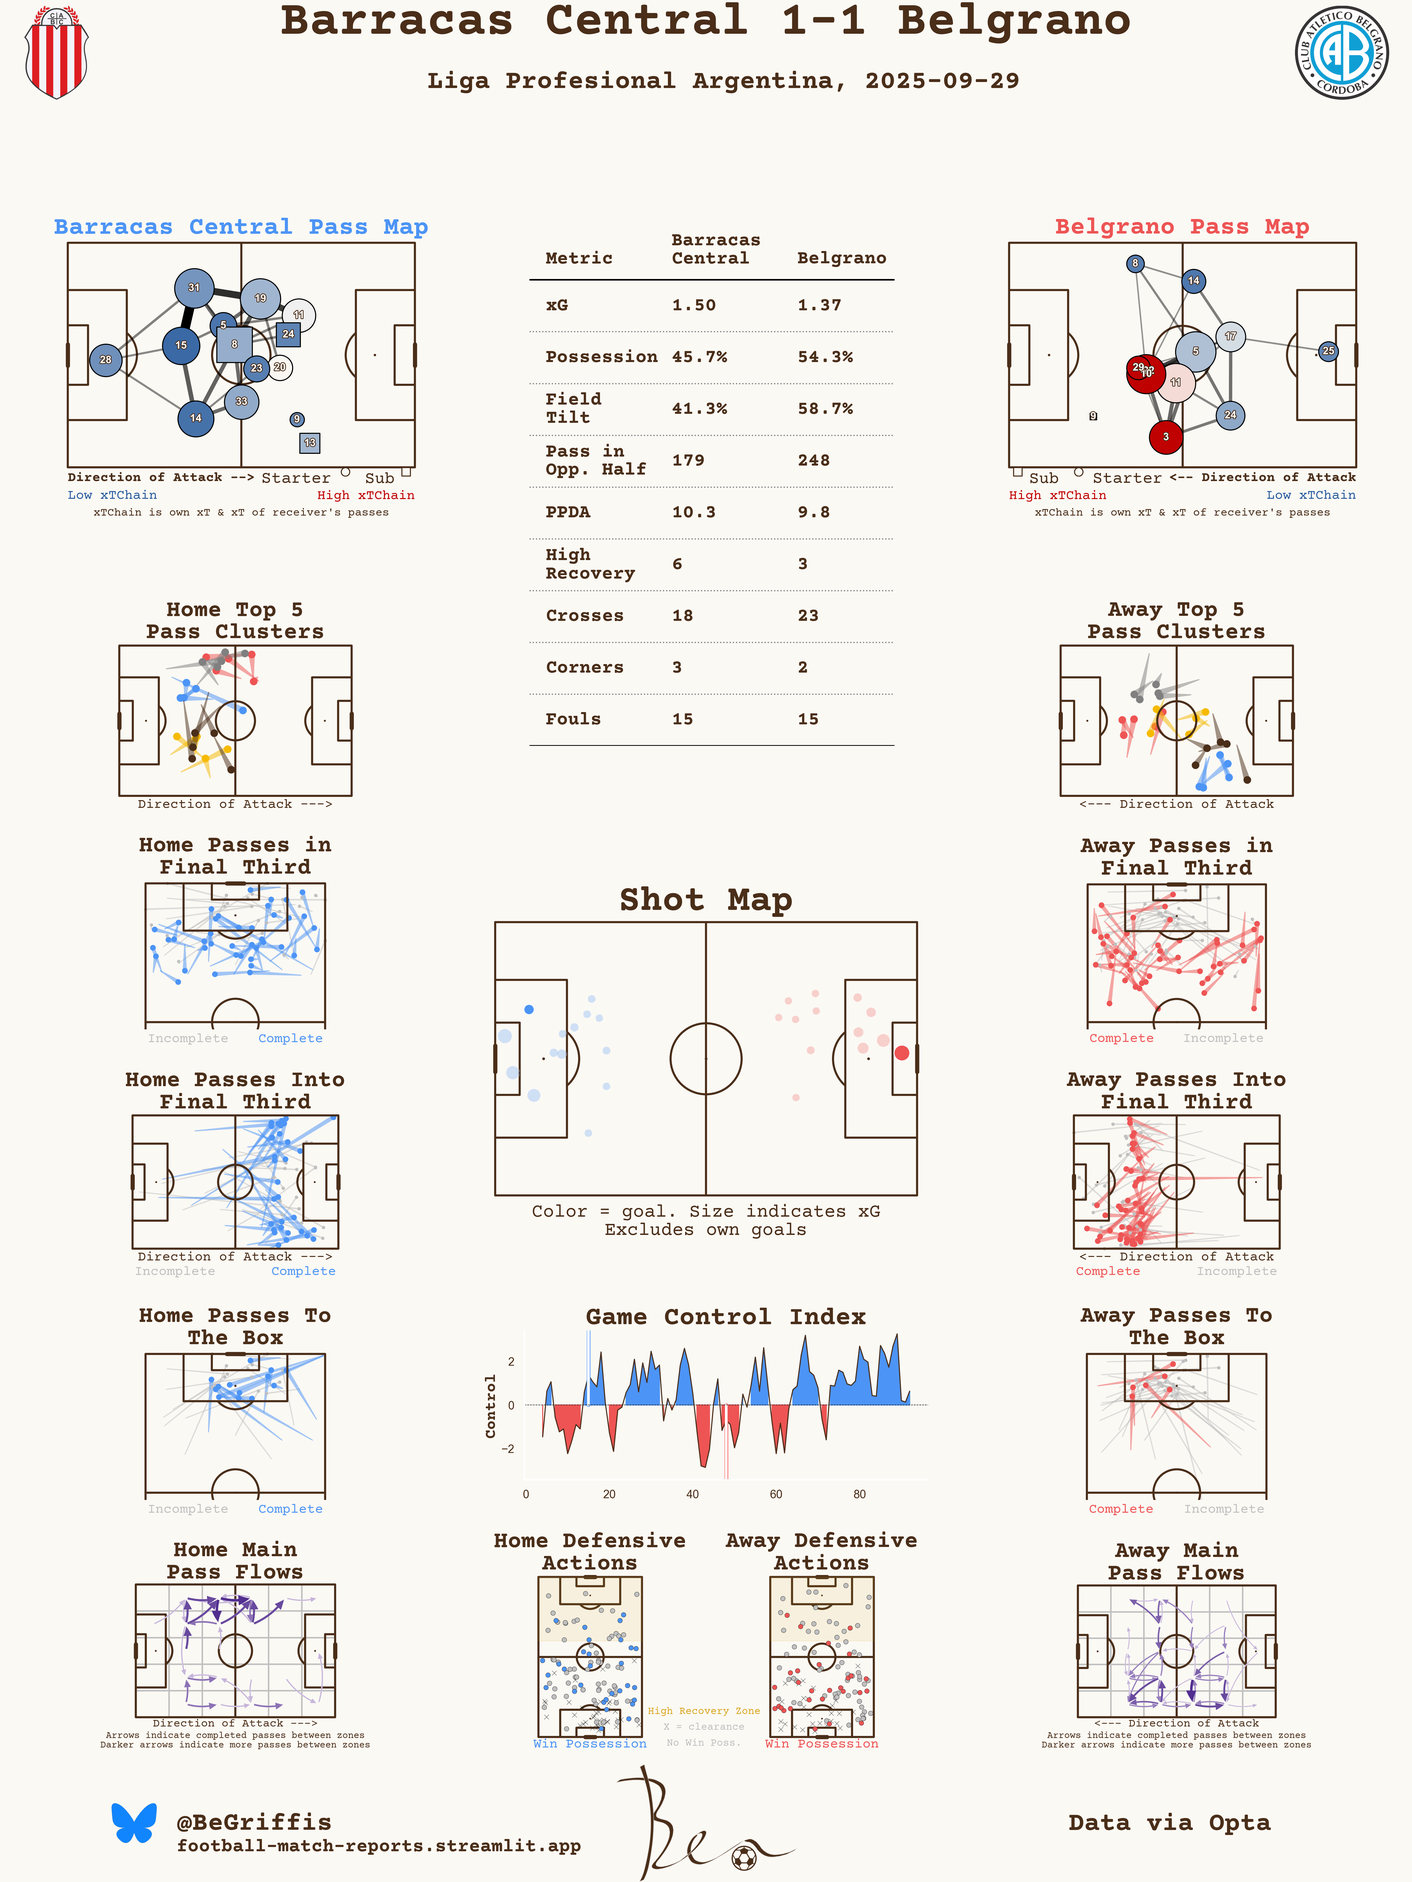 Barracas Central 1-1 Belgrano
Liga Profesional Argentina, 2025-09-29
CABC
CLUB ATLETICO BELGRANO
CAB
CORDOBA
Barracas Central Pass Map
31
19
11
5
24
15
8
28
23
20
33
14
9
13
Direction of Attack --> Starter Sub
Low xTChain High xTChain
xTChain is own xT & xT of receiver's passes
Metric Barracas Central Belgrano
xG 1.50 1.37
Possession 45.7% 54.3%
Field Tilt 41.3% 58.7%
Pass in Opp. Half 179 248
PPDA 10.3 9.8
High Recovery 6 3
Crosses 18 23
Corners 3 2
Fouls 15 15
Belgrano Pass Map
8
14
17
5
25
29
10
11
24
9
3
Sub Starter <-- Direction of Attack
High xTChain Low xTChain
xTChain is own xT & xT of receiver's passes
Home Top 5
Pass Clusters
Direction of Attack --->
Away Top 5
Pass Clusters
<--- Direction of Attack
Home Passes in
Final Third
Incomplete Complete
Away Passes in
Final Third
Complete Incomplete
Shot Map
Color = goal. Size indicates xG
Excludes own goals
Home Passes Into
Final Third
Direction of Attack --->
Incomplete Complete
Away Passes Into
Final Third
<--- Direction of Attack
Complete Incomplete
Home Passes To
The Box
Incomplete Complete
Game Control Index
Control
2
0
−2
0 20 40 60 80
Away Passes To
The Box
Complete Incomplete
Home Main
Pass Flows
Direction of Attack --->
Arrows indicate completed passes between zones
Darker arrows indicate more passes between zones
Home Defensive
Actions
Win Possession
High Recovery Zone
X = clearance
No Win Poss.
Away Defensive
Actions
Win Possession
Away Main
Pass Flows
<--- Direction of Attack
Arrows indicate completed passes between zones
Darker arrows indicate more passes between zones
@BeGriffis
football-match-reports.streamlit.app
Ben
Data via Opta